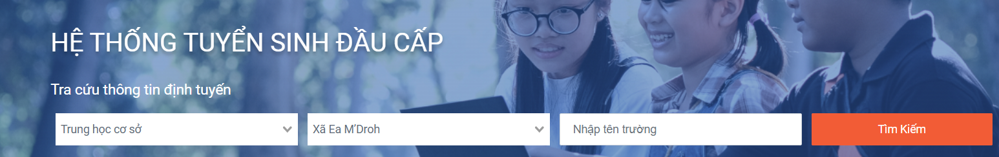 HỆ THỐNG TUYỂN SINH ĐẦU CẤP
Tra cứu thông tin định tuyến
Trung học cơ sở
Xã Ea M'Droh
Nhập tên trường
Tìm Kiếm